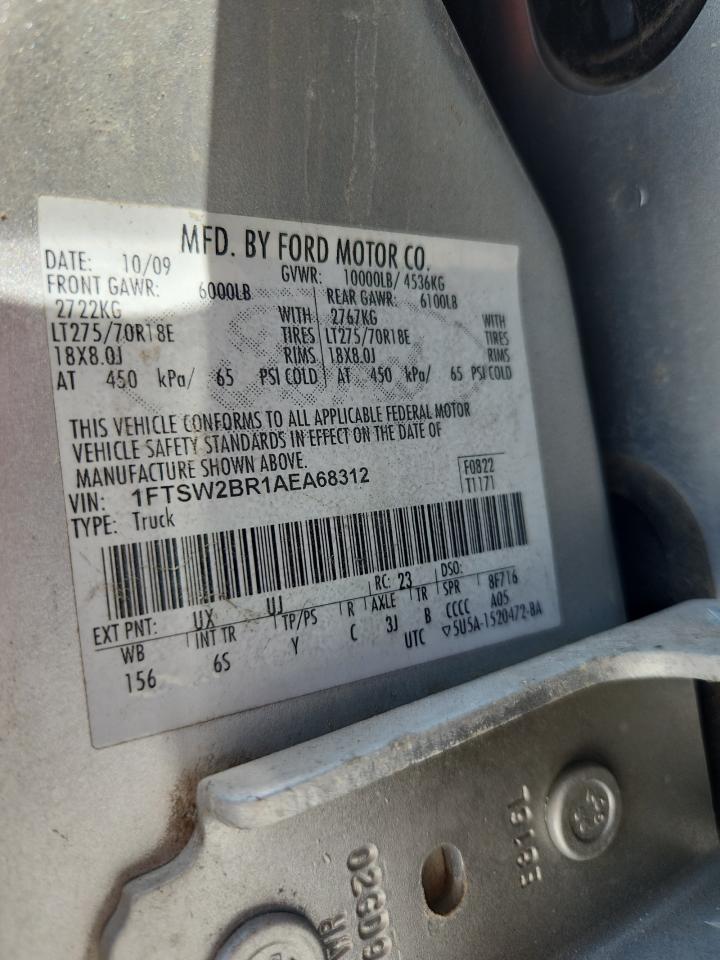 MFD. BY FORD MOTOR CO.
DATE: 10/09 GVWR: 10000LB/ 4536KG
FRONT GAWR: 6000LB REAR GAWR: 6100LB
2722KG WITH 2767KG WITH
LT275/70R18E TIRES LT275/70R18E TIRES
18X8.0J RIMS 18X8.0J RIMS
AT 450 kPa/ 65 PSI COLD AT 450 kPa/ 65 PSI COLD
THIS VEHICLE CONFORMS TO ALL APPLICABLE FEDERAL MOTOR
VEHICLE SAFETY STANDARDS IN EFFECT ON THE DATE OF
MANUFACTURE SHOWN ABOVE.
VIN: 1FTSW2BR1AEA68312 F0822
TYPE: Truck T1171
EXT PNT: UX UJ RC: 23 DSO:
WB INT TR TP/PS R AXLE TR SPR 8F716
156 6S Y C 3J B CCCC A05
UTC ▽5U5A-1520472-BA